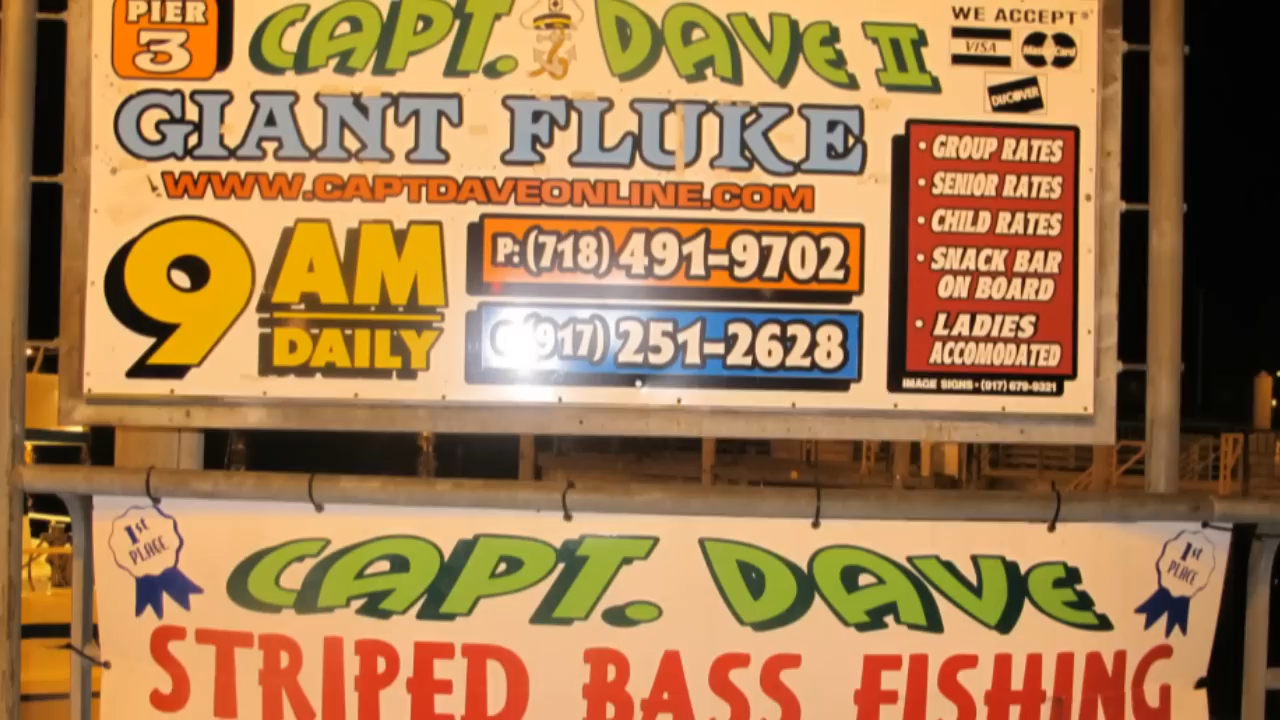 PIER
3
CAPT. DAVE II
WE ACCEPT
VISA
MasterCard
DISCOVER
GIANT FLUKE
WWW.CAPTDAVEONLINE.COM
9 AM
DAILY
P: (718) 491-9702
(917) 251-2628
• GROUP RATES
• SENIOR RATES
• CHILD RATES
• SNACK BAR
ON BOARD
• LADIES
ACCOMODATED
IMAGE SIGNS • (917) 679-9321
1st
PLACE
CAPT. DAVE
1st
PLACE
STRIPED BASS FISHING